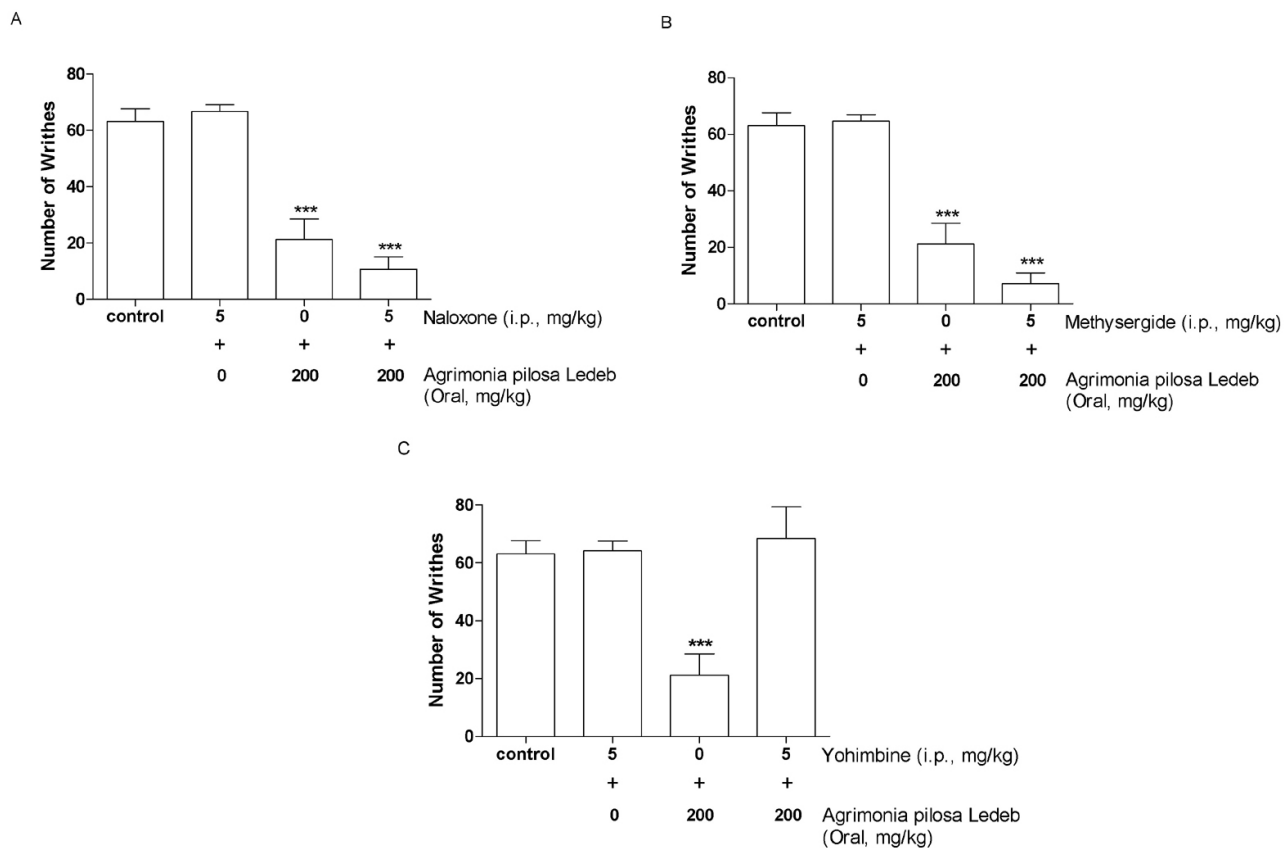 A
Number of Writhes
80
60
40
20
0
***
***
control 5 0 5 Naloxone (i.p., mg/kg)
+ + +
0 200 200 Agrimonia pilosa Ledeb
(Oral, mg/kg)
B
Number of Writhes
80
60
40
20
0
***
***
control 5 0 5 Methysergide (i.p., mg/kg)
+ + +
0 200 200 Agrimonia pilosa Ledeb
(Oral, mg/kg)
C
Number of Writhes
80
60
40
20
0
***
control 5 0 5 Yohimbine (i.p., mg/kg)
+ + +
0 200 200 Agrimonia pilosa Ledeb
(Oral, mg/kg)